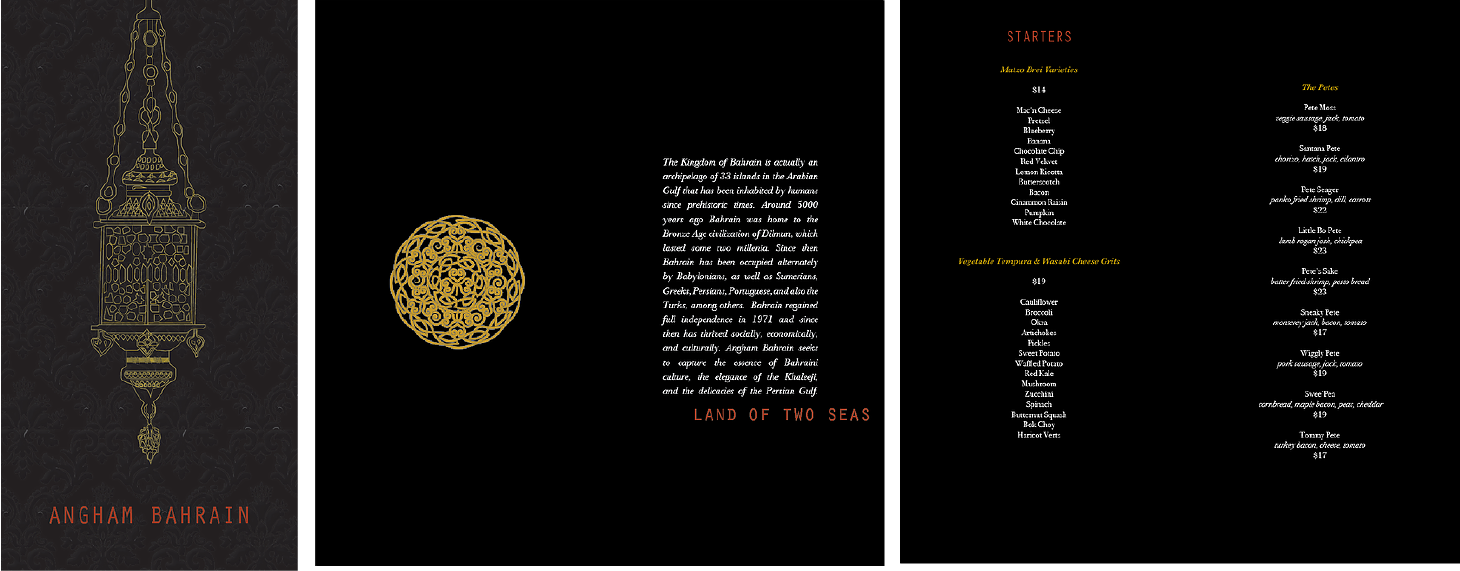 ANGHAM BAHRAIN
The Kingdom of Bahrain is actually an
archipelago of 33 islands in the Arabian
Gulf that has been inhabited by humans
since prehistoric times. Around 5000
years ago Bahrain was home to the
Bronze Age civilization of Dilmun, which
lasted some two millenia. Since then
Bahrain has been occupied alternately
by Babylonians, as well as Sumerians,
Greeks, Persians, Portuguese, and also the
Turks, among others. Bahrain regained
full independence in 1971 and since
then has thrived socially, economically,
and culturally. Angham Bahrain seeks
to capture the essence of Bahraini
culture, the elegance of the Khaleeji,
and the delicacies of the Persian Gulf.
LAND OF TWO SEAS
STARTERS
Matzo Brei Varieties
$14
Mac'n Cheese
Pretzel
Blueberry
Banana
Chocolate Chip
Red Velvet
Lemon Ricotta
Butterscotch
Bacon
Cinnamon Raisin
Pumpkin
White Chocolate
Vegetable Tempura & Wasabi Cheese Grits
$19
Cauliflower
Broccoli
Okra
Artichokes
Pickles
Sweet Potato
Waffled Potato
Red Kale
Mushroom
Zucchini
Spinach
Butternut Squash
Bok Choy
Haricot Verts
The Petes
Pete Moss
veggie sausage, jack, tomato
$18
Santana Pete
chorizo, hatch, jack, cilantro
$19
Pete Seager
panko fried shrimp, dill, carrots
$22
Little Bo Pete
lamb rogan josh, chickpea
$23
Pete's Sake
batter fried shrimp, pesto bread
$23
Sneaky Pete
monterey jack, bacon, tomato
$17
Wiggly Pete
pork sausage, jack, tomato
$19
Swee'Pea
cornbread, maple bacon, peas, cheddar
$19
Tommy Pete
turkey bacon, cheese, tomato
$17